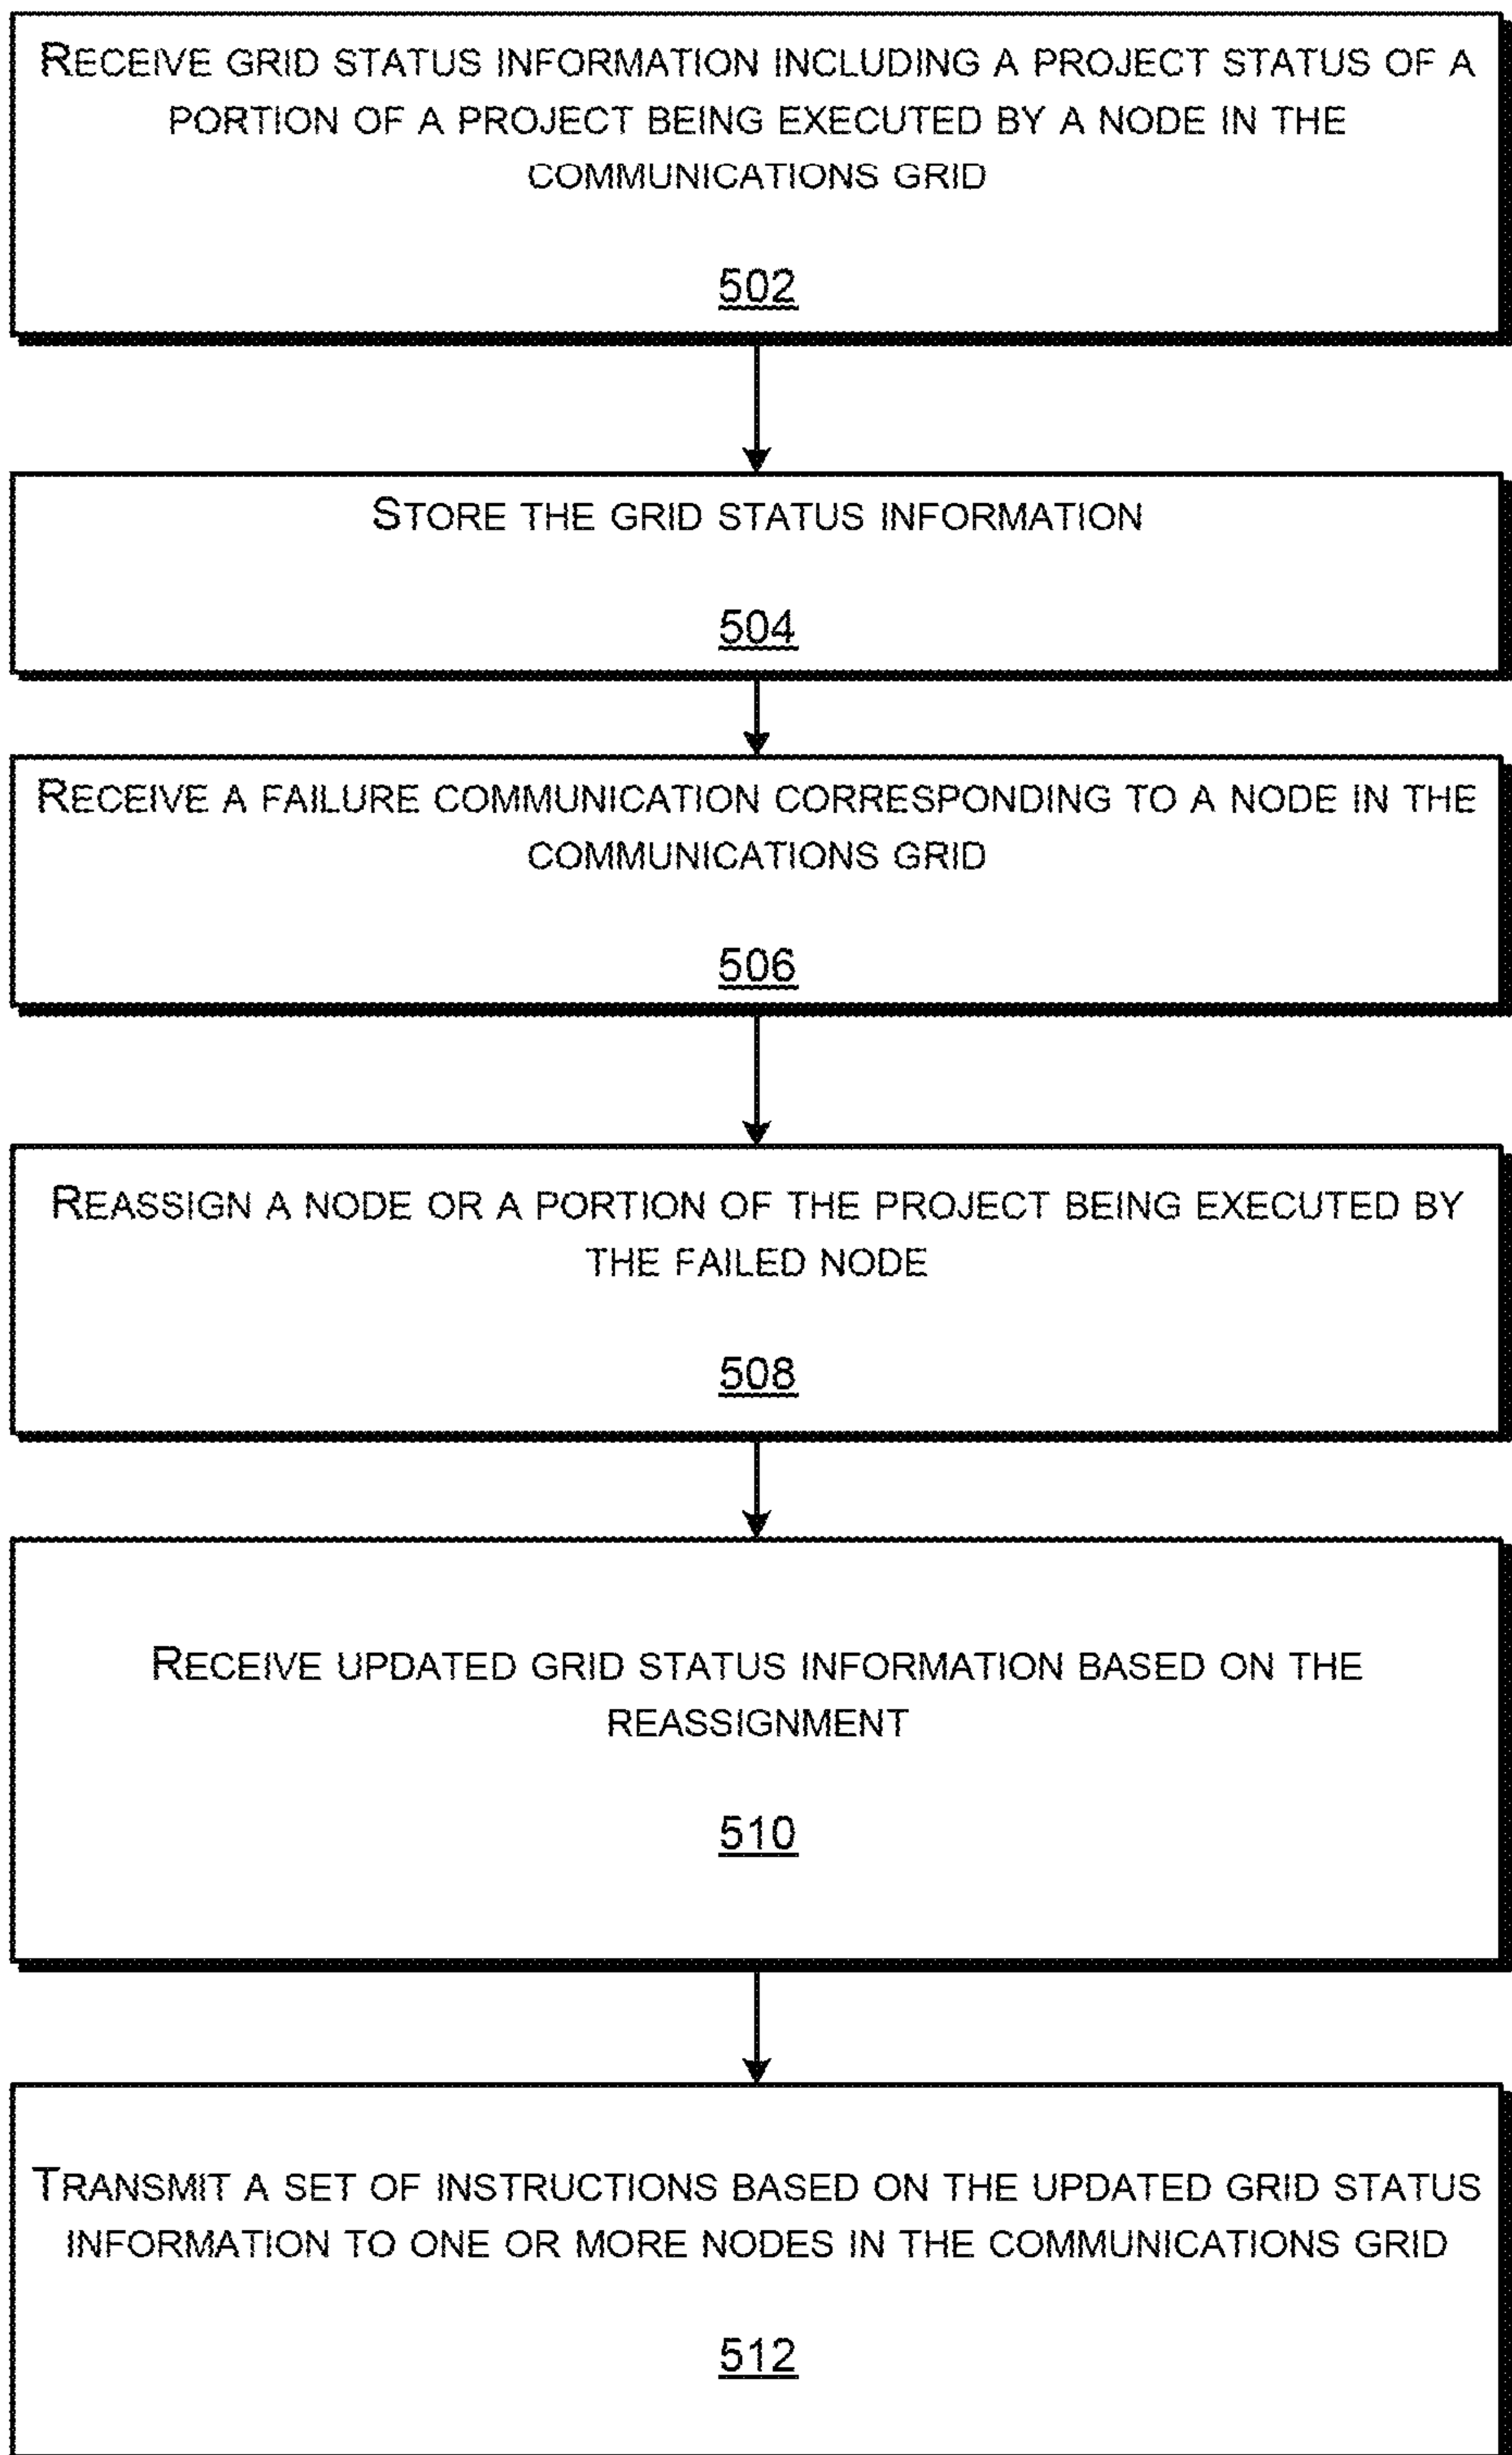 RECEIVE GRID STATUS INFORMATION INCLUDING A PROJECT STATUS OF A
PORTION OF A PROJECT BEING EXECUTED BY A NODE IN THE
COMMUNICATIONS GRID
502
STORE THE GRID STATUS INFORMATION
504
RECEIVE A FAILURE COMMUNICATION CORRESPONDING TO A NODE IN THE
COMMUNICATIONS GRID
506
REASSIGN A NODE OR A PORTION OF THE PROJECT BEING EXECUTED BY
THE FAILED NODE
508
RECEIVE UPDATED GRID STATUS INFORMATION BASED ON THE
REASSIGNMENT
510
TRANSMIT A SET OF INSTRUCTIONS BASED ON THE UPDATED GRID STATUS
INFORMATION TO ONE OR MORE NODES IN THE COMMUNICATIONS GRID
512